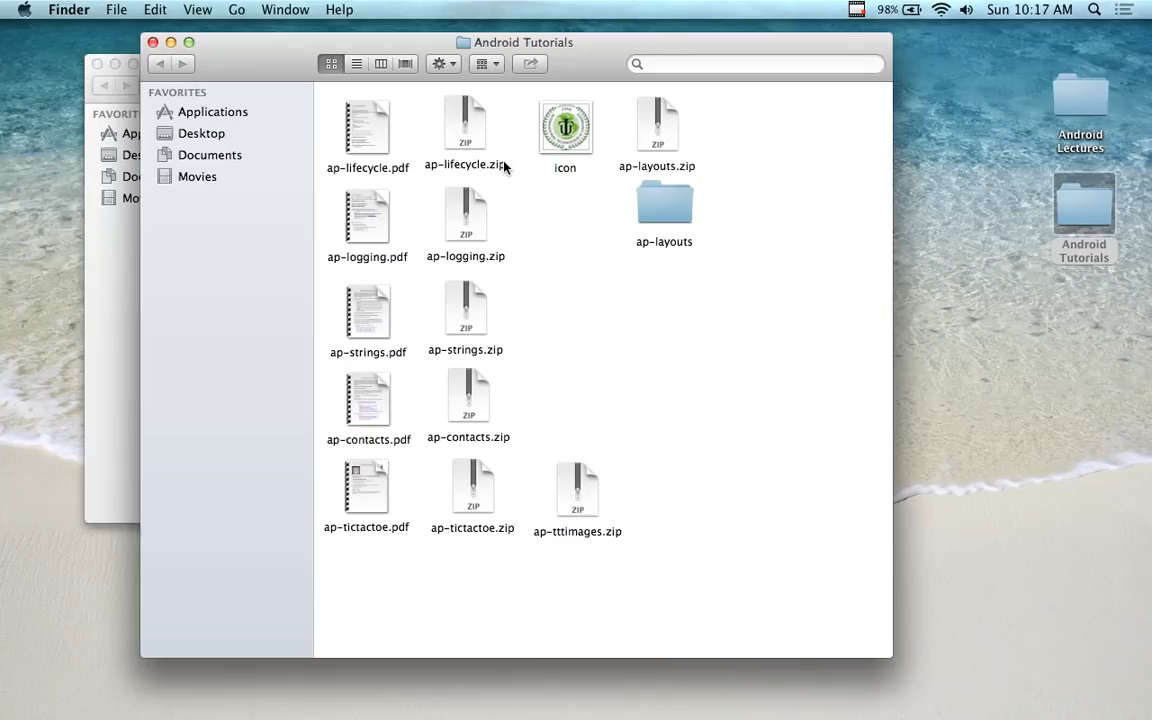 Finder File Edit View Go Window Help 98% Sun 10:17 AM
Android Tutorials
FAVORITES
Applications
Desktop
Documents
Movies
FAVORIT
Ap
Des
Do
Mo
ap-lifecycle.pdf
ZIP
ap-lifecycle.zip
icon
ZIP
ap-layouts.zip
ap-logging.pdf
ZIP
ap-logging.zip
ap-layouts
ap-strings.pdf
ZIP
ap-strings.zip
ap-contacts.pdf
ZIP
ap-contacts.zip
ap-tictactoe.pdf
ZIP
ap-tictactoe.zip
ZIP
ap-tttimages.zip
Android
Lectures
Android
Tutorials